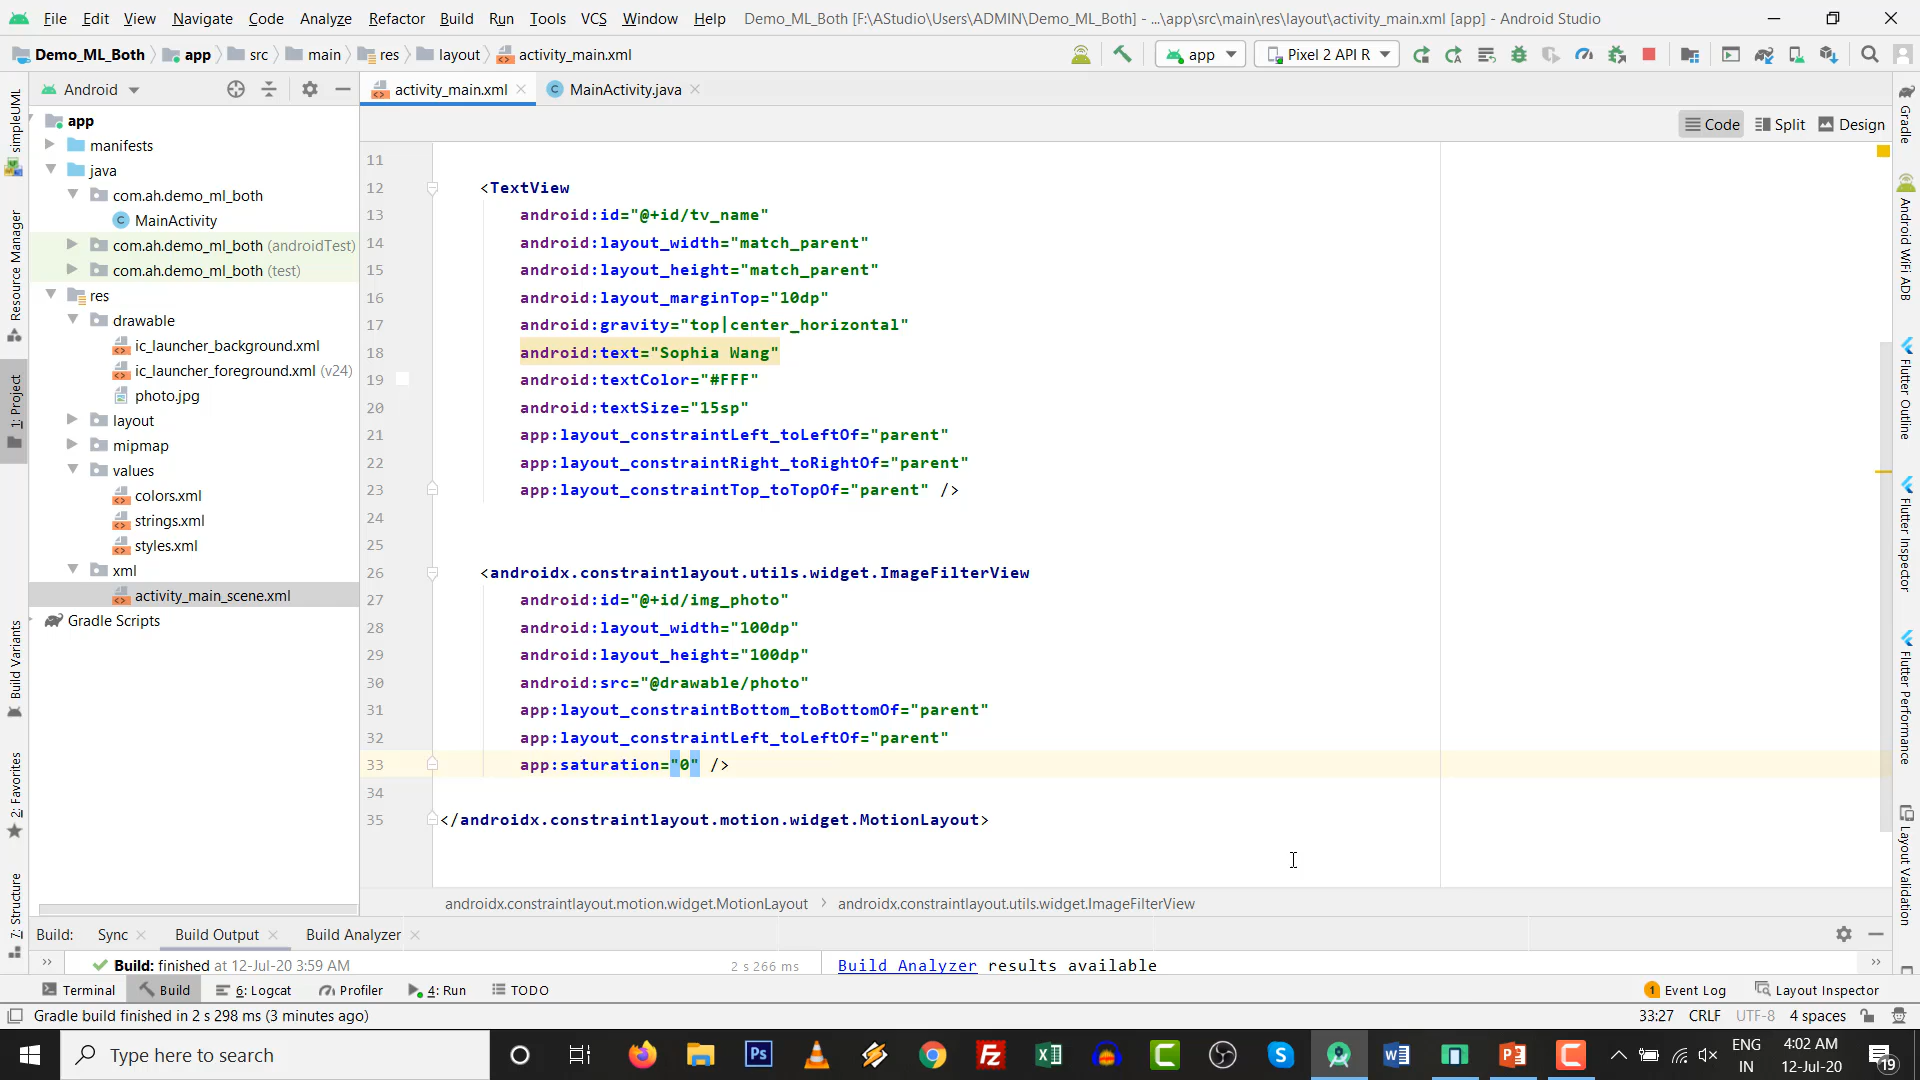 File Edit View Navigate Code Analyze Refactor Build Run Tools VCS Window Help Demo_ML_Both [F:\AStudio\Users\ADMIN\Demo_ML_Both] - ...\app\src\main\res\layout\activity_main.xml [app] - Android Studio
Demo_ML_Both app src main res layout activity_main.xml app Pixel 2 API R
Android activity_main.xml MainActivity.java
Code Split Design
simpleUML
Resource Manager
1: Project
Build Variants
2: Favorites
7: Structure
app
manifests
java
com.ah.demo_ml_both
MainActivity
com.ah.demo_ml_both (androidTest)
com.ah.demo_ml_both (test)
res
drawable
ic_launcher_background.xml
ic_launcher_foreground.xml (v24)
photo.jpg
layout
mipmap
values
colors.xml
strings.xml
styles.xml
xml
activity_main_scene.xml
Gradle Scripts
11
12 <TextView
13 android:id="@+id/tv_name"
14 android:layout_width="match_parent"
15 android:layout_height="match_parent"
16 android:layout_marginTop="10dp"
17 android:gravity="top|center_horizontal"
18 android:text="Sophia Wang"
19 android:textColor="#FFF"
20 android:textSize="15sp"
21 app:layout_constraintLeft_toLeftOf="parent"
22 app:layout_constraintRight_toRightOf="parent"
23 app:layout_constraintTop_toTopOf="parent" />
24
25
26 <androidx.constraintlayout.utils.widget.ImageFilterView
27 android:id="@+id/img_photo"
28 android:layout_width="100dp"
29 android:layout_height="100dp"
30 android:src="@drawable/photo"
31 app:layout_constraintBottom_toBottomOf="parent"
32 app:layout_constraintLeft_toLeftOf="parent"
33 app:saturation="0" />
34
35 </androidx.constraintlayout.motion.widget.MotionLayout>
Gradle
Android WiFi ADB
Flutter Outline
Flutter Inspector
Flutter Performance
Layout Validation
androidx.constraintlayout.motion.widget.MotionLayout androidx.constraintlayout.utils.widget.ImageFilterView
Build: Sync Build Output Build Analyzer
Build: finished at 12-Jul-20 3:59 AM 2 s 266 ms Build Analyzer results available
Terminal Build 6: Logcat Profiler 4: Run TODO 1 Event Log Layout Inspector
Gradle build finished in 2 s 298 ms (3 minutes ago) 33:27 CRLF UTF-8 4 spaces
Type here to search
ENG
IN
4:02 AM
12-Jul-20
19